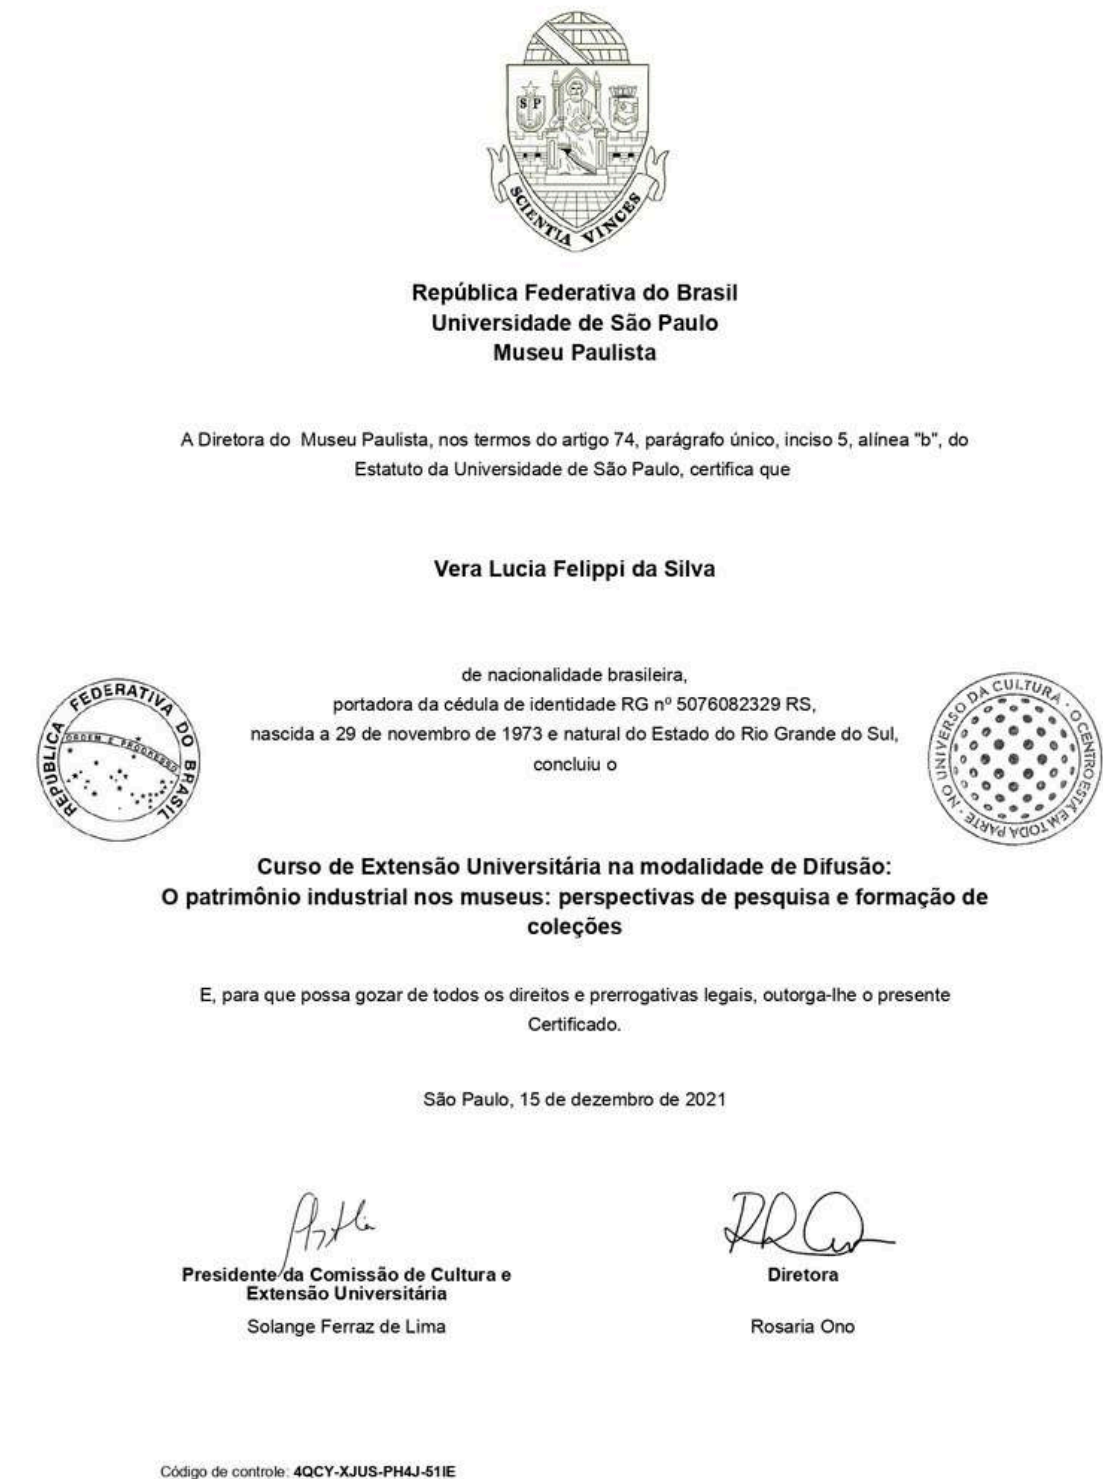 S P
SCIENTIA VINCES
República Federativa do Brasil
Universidade de São Paulo
Museu Paulista
A Diretora do  Museu Paulista, nos termos do artigo 74, parágrafo único, inciso 5, alínea "b", do
Estatuto da Universidade de São Paulo, certifica que
Vera Lucia Felippi da Silva
de nacionalidade brasileira,
portadora da cédula de identidade RG nº 5076082329 RS,
nascida a 29 de novembro de 1973 e natural do Estado do Rio Grande do Sul,
concluiu o
REPUBLICA FEDERATIVA DO BRASIL
ORDEM E PROGRESSO
NO UNIVERSO DA CULTURA · O CENTRO ESTÁ EM TODA PARTE ·
Curso de Extensão Universitária na modalidade de Difusão:
O patrimônio industrial nos museus: perspectivas de pesquisa e formação de
coleções
E, para que possa gozar de todos os direitos e prerrogativas legais, outorga-lhe o presente
Certificado.
São Paulo, 15 de dezembro de 2021
Presidente da Comissão de Cultura e
Extensão Universitária
Solange Ferraz de Lima
Diretora
Rosaria Ono
Código de controle: 4QCY-XJUS-PH4J-51IE